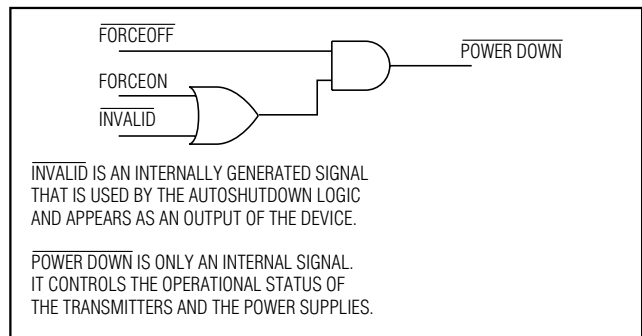 FORCEOFF
POWER DOWN
FORCEON
INVALID
INVALID IS AN INTERNALLY GENERATED SIGNAL
THAT IS USED BY THE AUTOSHUTDOWN LOGIC
AND APPEARS AS AN OUTPUT OF THE DEVICE.
POWER DOWN IS ONLY AN INTERNAL SIGNAL.
IT CONTROLS THE OPERATIONAL STATUS OF
THE TRANSMITTERS AND THE POWER SUPPLIES.